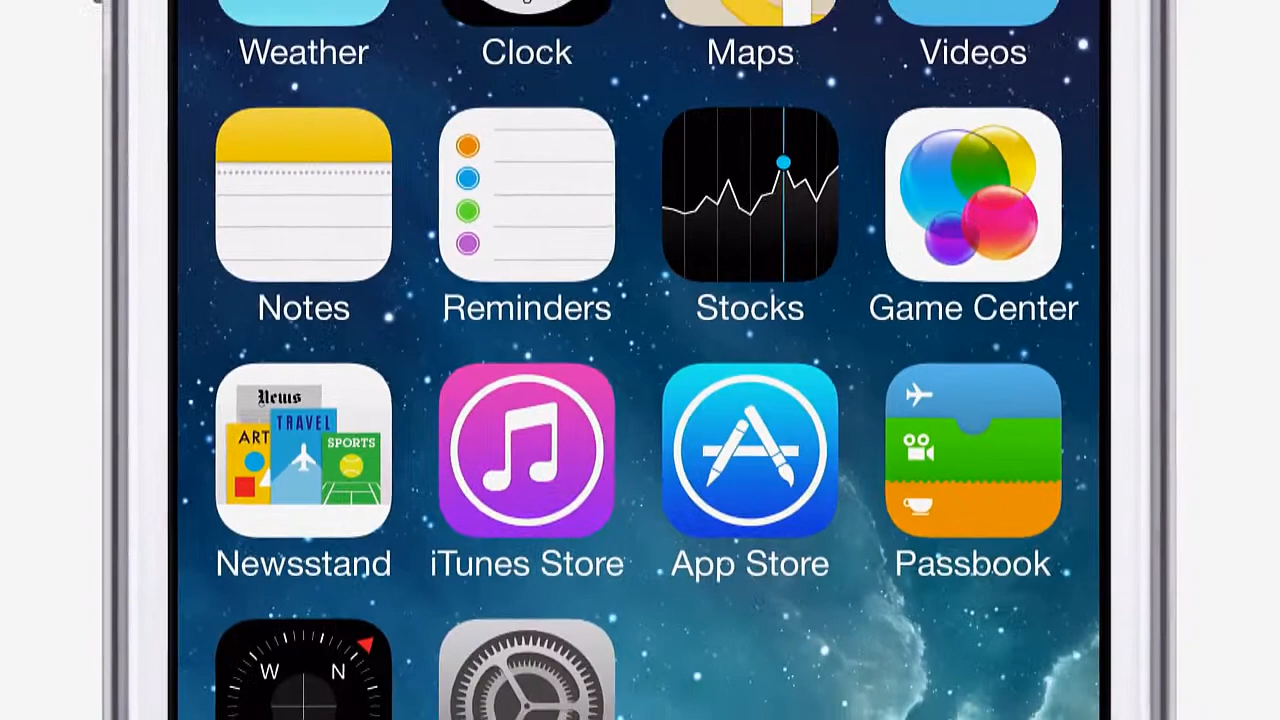 Weather Clock Maps Videos
Notes Reminders Stocks Game Center
News
TRAVEL
ART
SPORTS
Newsstand iTunes Store App Store Passbook
W N